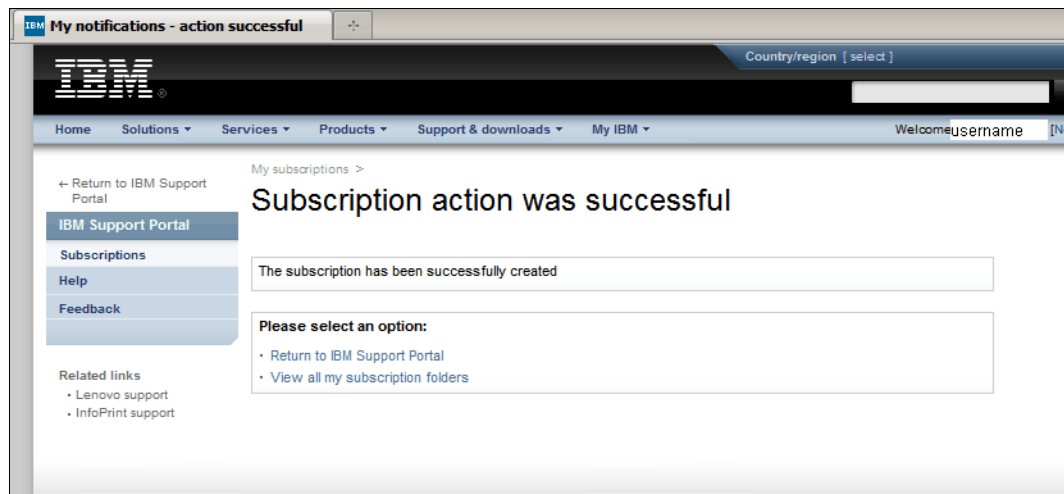 IBM My notifications - action successful
Country/region [ select ]
IBM®
Home Solutions Services Products Support & downloads My IBM Welcome username
← Return to IBM Support Portal
IBM Support Portal
Subscriptions
Help
Feedback
Related links
• Lenovo support
• InfoPrint support
My subscriptions >
Subscription action was successful
The subscription has been successfully created
Please select an option:
• Return to IBM Support Portal
• View all my subscription folders